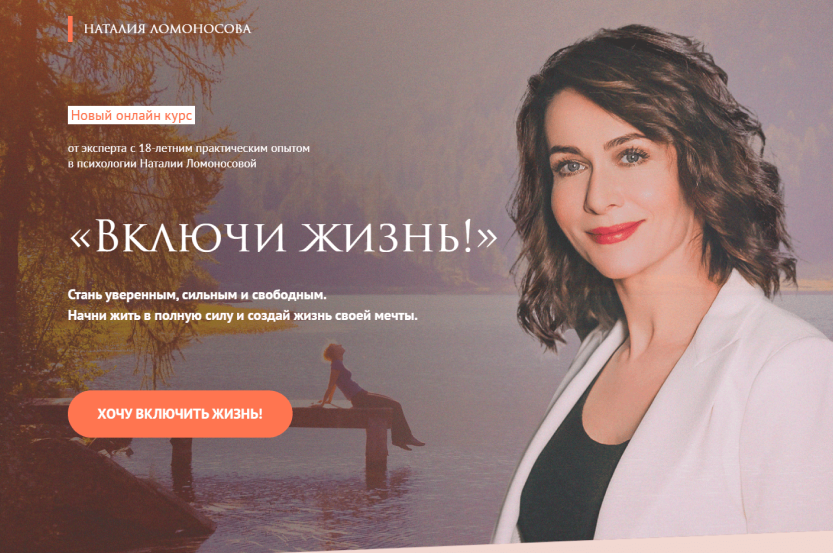 НАТАЛИЯ ЛОМОНОСОВА
Новый онлайн курс
от эксперта с 18-летним практическим опытом
в психологии Наталии Ломоносовой
«Включи жизнь!»
Стань уверенным, сильным и свободным.
Начни жить в полную силу и создай жизнь своей мечты.
ХОЧУ ВКЛЮЧИТЬ ЖИЗНЬ!